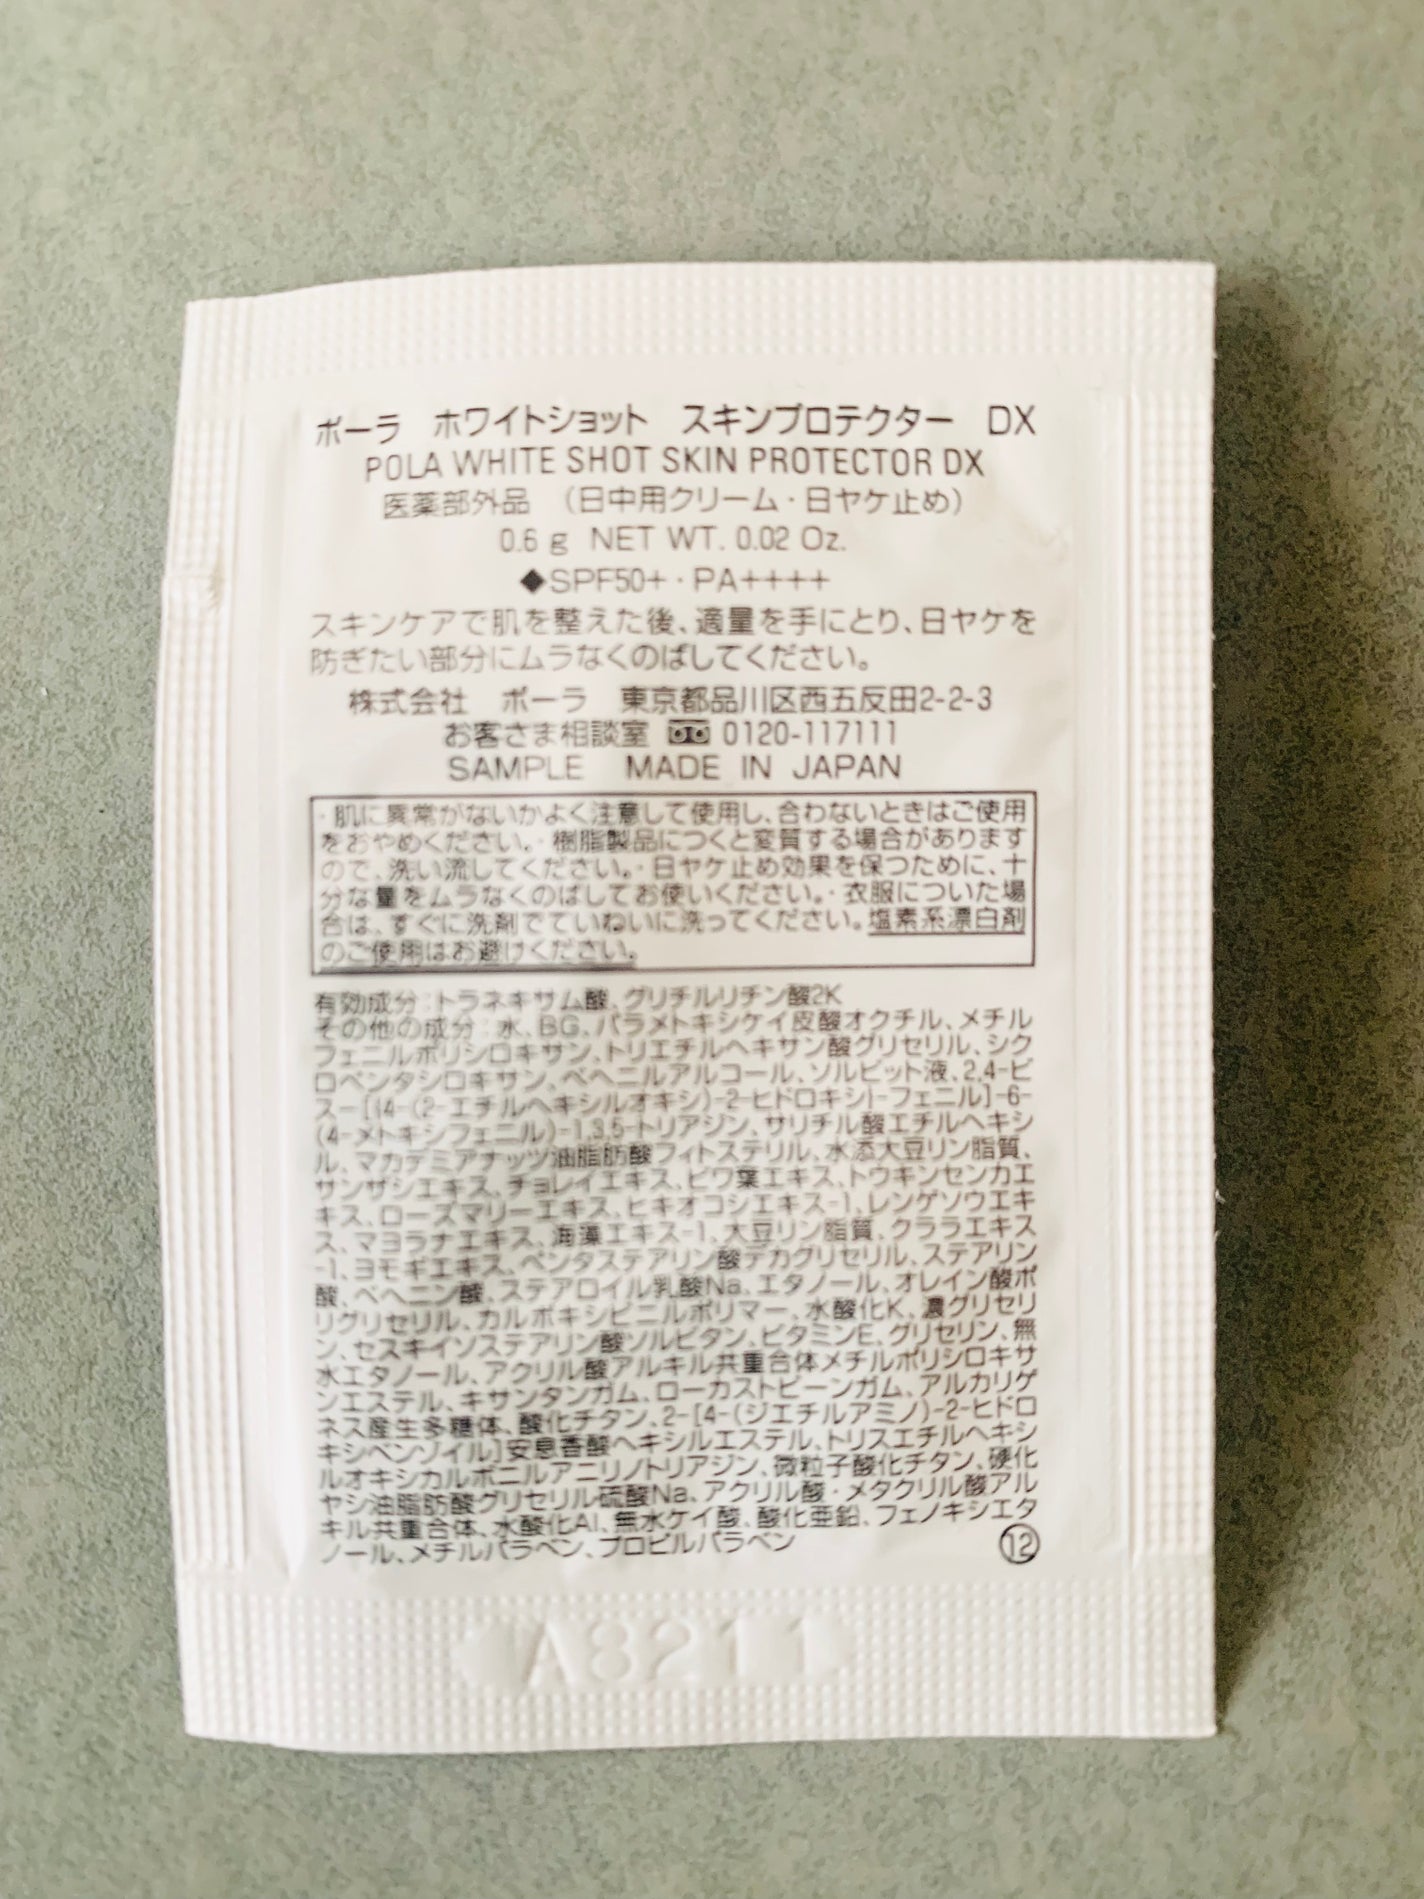 ポーラ ホワイトショット スキンプロテクター DX
POLA WHITE SHOT SKIN PROTECTOR DX
医薬部外品 （日中用クリーム・日ヤケ止め）
0.6 g NET WT. 0.02 Oz.
◆SPF50+・PA++++
スキンケアで肌を整えた後、適量を手にとり、日ヤケを
防ぎたい部分にムラなくのばしてください。
株式会社 ポーラ 東京都品川区西五反田2-2-3
お客さま相談室 0120-117111
SAMPLE MADE IN JAPAN
・肌に異常がないかよく注意して使用し、合わないときはご使用
をおやめください。・樹脂製品につくと変質する場合があります
ので、洗い流してください。・日ヤケ止め効果を保つために、十
分な量をムラなくのばしてお使いください。・衣服についた場
合は、すぐに洗剤でていねいに洗ってください。塩素系漂白剤
のご使用はお避けください。
有効成分：トラネキサム酸、グリチルリチン酸2K
その他の成分：水、BG、パラメトキシケイ皮酸オクチル、メチル
フェニルポリシロキサン、トリエチルヘキサン酸グリセリル、シク
ロペンタシロキサン、ベヘニルアルコール、ソルビット液、2,4-ビ
ス-[{4-(2-エチルヘキシルオキシ)-2-ヒドロキシ}-フェニル]-6-
(4-メトキシフェニル)-1,3,5-トリアジン、サリチル酸エチルヘキシ
ル、マカデミアナッツ油脂肪酸フィトステリル、水添大豆リン脂質、
サンザシエキス、チョレイエキス、ビワ葉エキス、トウキンセンカエ
キス、ローズマリーエキス、ヒキオコシエキス-1、レンゲソウエキ
ス、マヨラナエキス、海藻エキス-1、大豆リン脂質、クララエキス
-1、ヨモギエキス、ペンタステアリン酸デカグリセリル、ステアリン
酸、ベヘニン酸、ステアロイル乳酸Na、エタノール、オレイン酸ポ
リグリセリル、カルボキシビニルポリマー、水酸化K、濃グリセリ
ン、セスキイソステアリン酸ソルビタン、ビタミンE、グリセリン、無
水エタノール、アクリル酸アルキル共重合体メチルポリシロキサ
ンエステル、キサンタンガム、ローカストビーンガム、アルカリゲ
ネス産生多糖体、酸化チタン、2-[4-(ジエチルアミノ)-2-ヒドロ
キシベンゾイル]安息香酸ヘキシルエステル、トリスエチルヘキシ
ルオキシカルボニルアニリノトリアジン、微粒子酸化チタン、硬化
ヤシ油脂肪酸グリセリル硫酸Na、アクリル酸・メタクリル酸アル
キル共重合体、水酸化Al、無水ケイ酸、酸化亜鉛、フェノキシエタ
ノール、メチルパラベン、プロピルパラベン
⑫
A8211